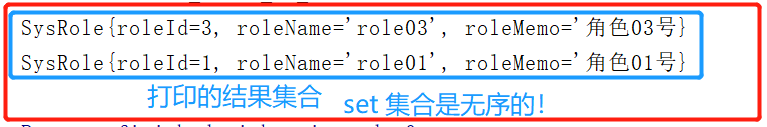 SysRole{roleId=3, roleName='role03', roleMemo='角色03号'}
SysRole{roleId=1, roleName='role01', roleMemo='角色01号'}
打印的结果集合 set 集合是无序的!